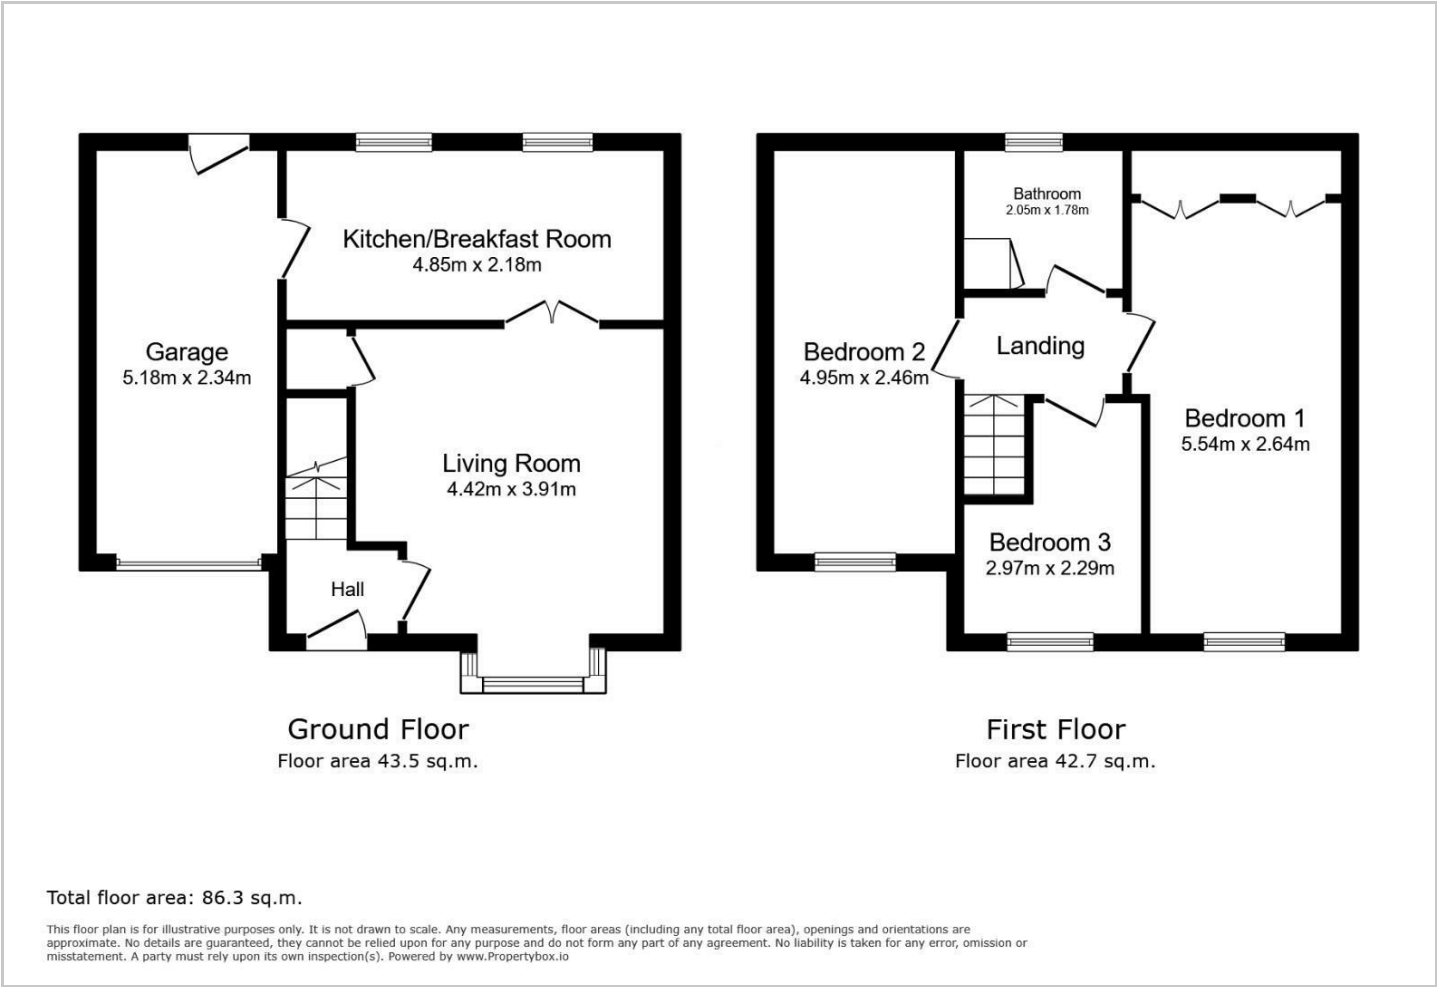 Kitchen/Breakfast Room
4.85m x 2.18m
Garage
5.18m x 2.34m
Living Room
4.42m x 3.91m
Hall
Ground Floor
Floor area 43.5 sq.m.
Bathroom
2.05m x 1.78m
Bedroom 2
4.95m x 2.46m
Landing
Bedroom 1
5.54m x 2.64m
Bedroom 3
2.97m x 2.29m
First Floor
Floor area 42.7 sq.m.
Total floor area: 86.3 sq.m.
This floor plan is for illustrative purposes only. It is not drawn to scale. Any measurements, floor areas (including any total floor area), openings and orientations are
approximate. No details are guaranteed, they cannot be relied upon for any purpose and do not form any part of any agreement. No liability is taken for any error, omission or
misstatement. A party must rely upon its own inspection(s). Powered by www.Propertybox.io